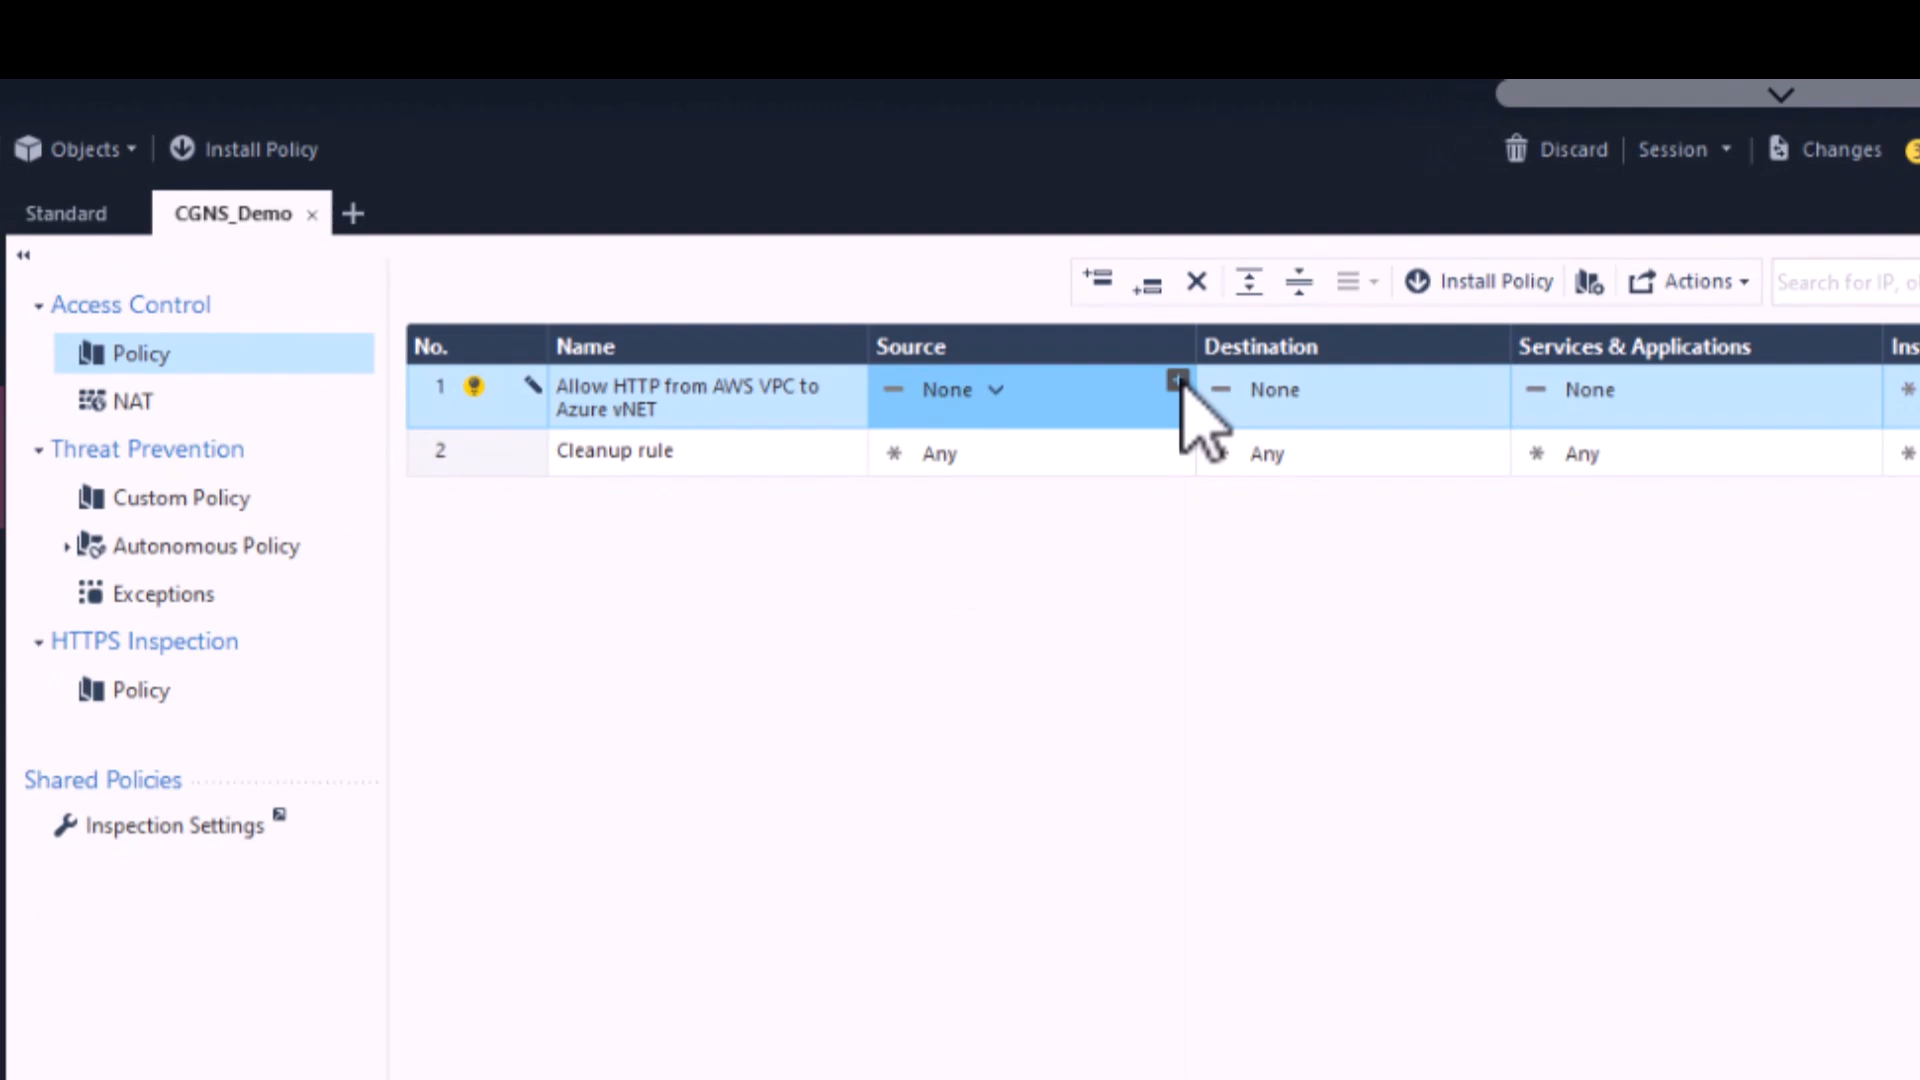 Objects
Install Policy
Discard
Session
Changes
Standard
CGNS_Demo
Access Control
Policy
NAT
Threat Prevention
Custom Policy
Autonomous Policy
Exceptions
HTTPS Inspection
Policy
Shared Policies
Inspection Settings
Install Policy
Actions
Search for IP,
No.
Name
Source
Destination
Services & Applications
Ins
1
Allow HTTP from AWS VPC to
Azure vNET
None
None
None
2
Cleanup rule
* Any
Any
* Any
*